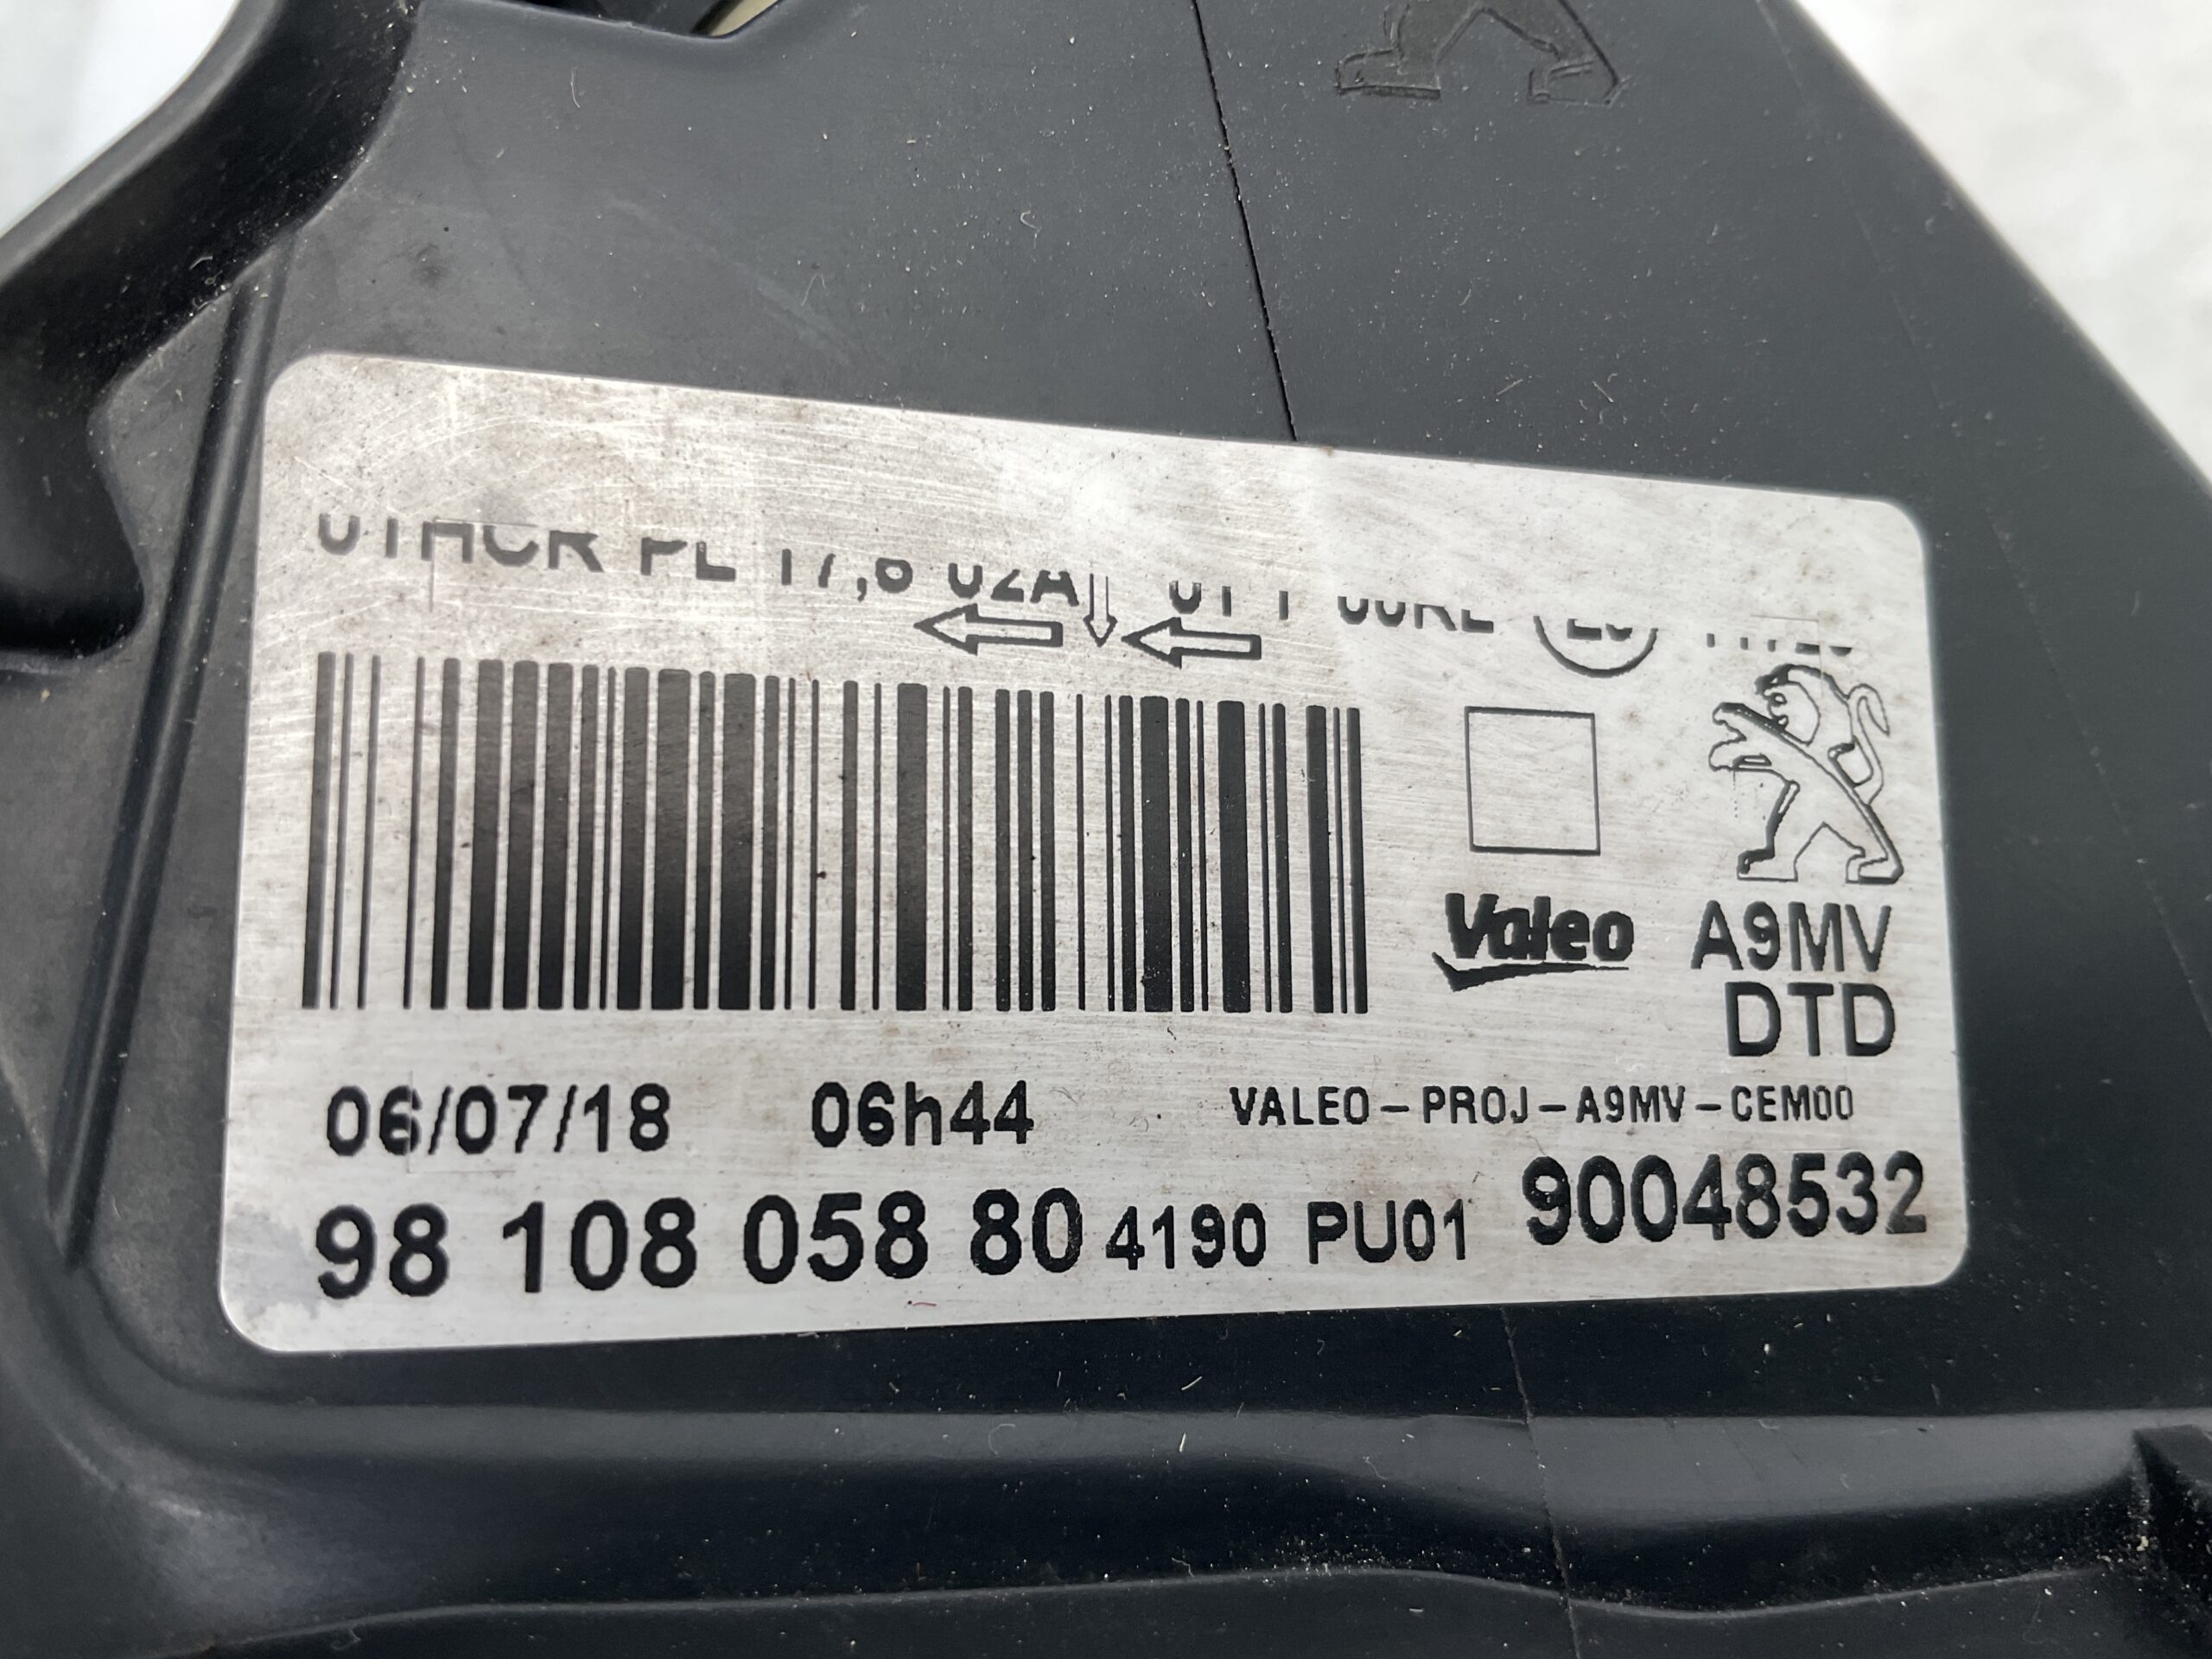 Valeo
A9MV
DTD
06/07/18 06h44 VALEO-PROJ-A9MV-CEM00
98 108 058 80 4190 PU01 90048532